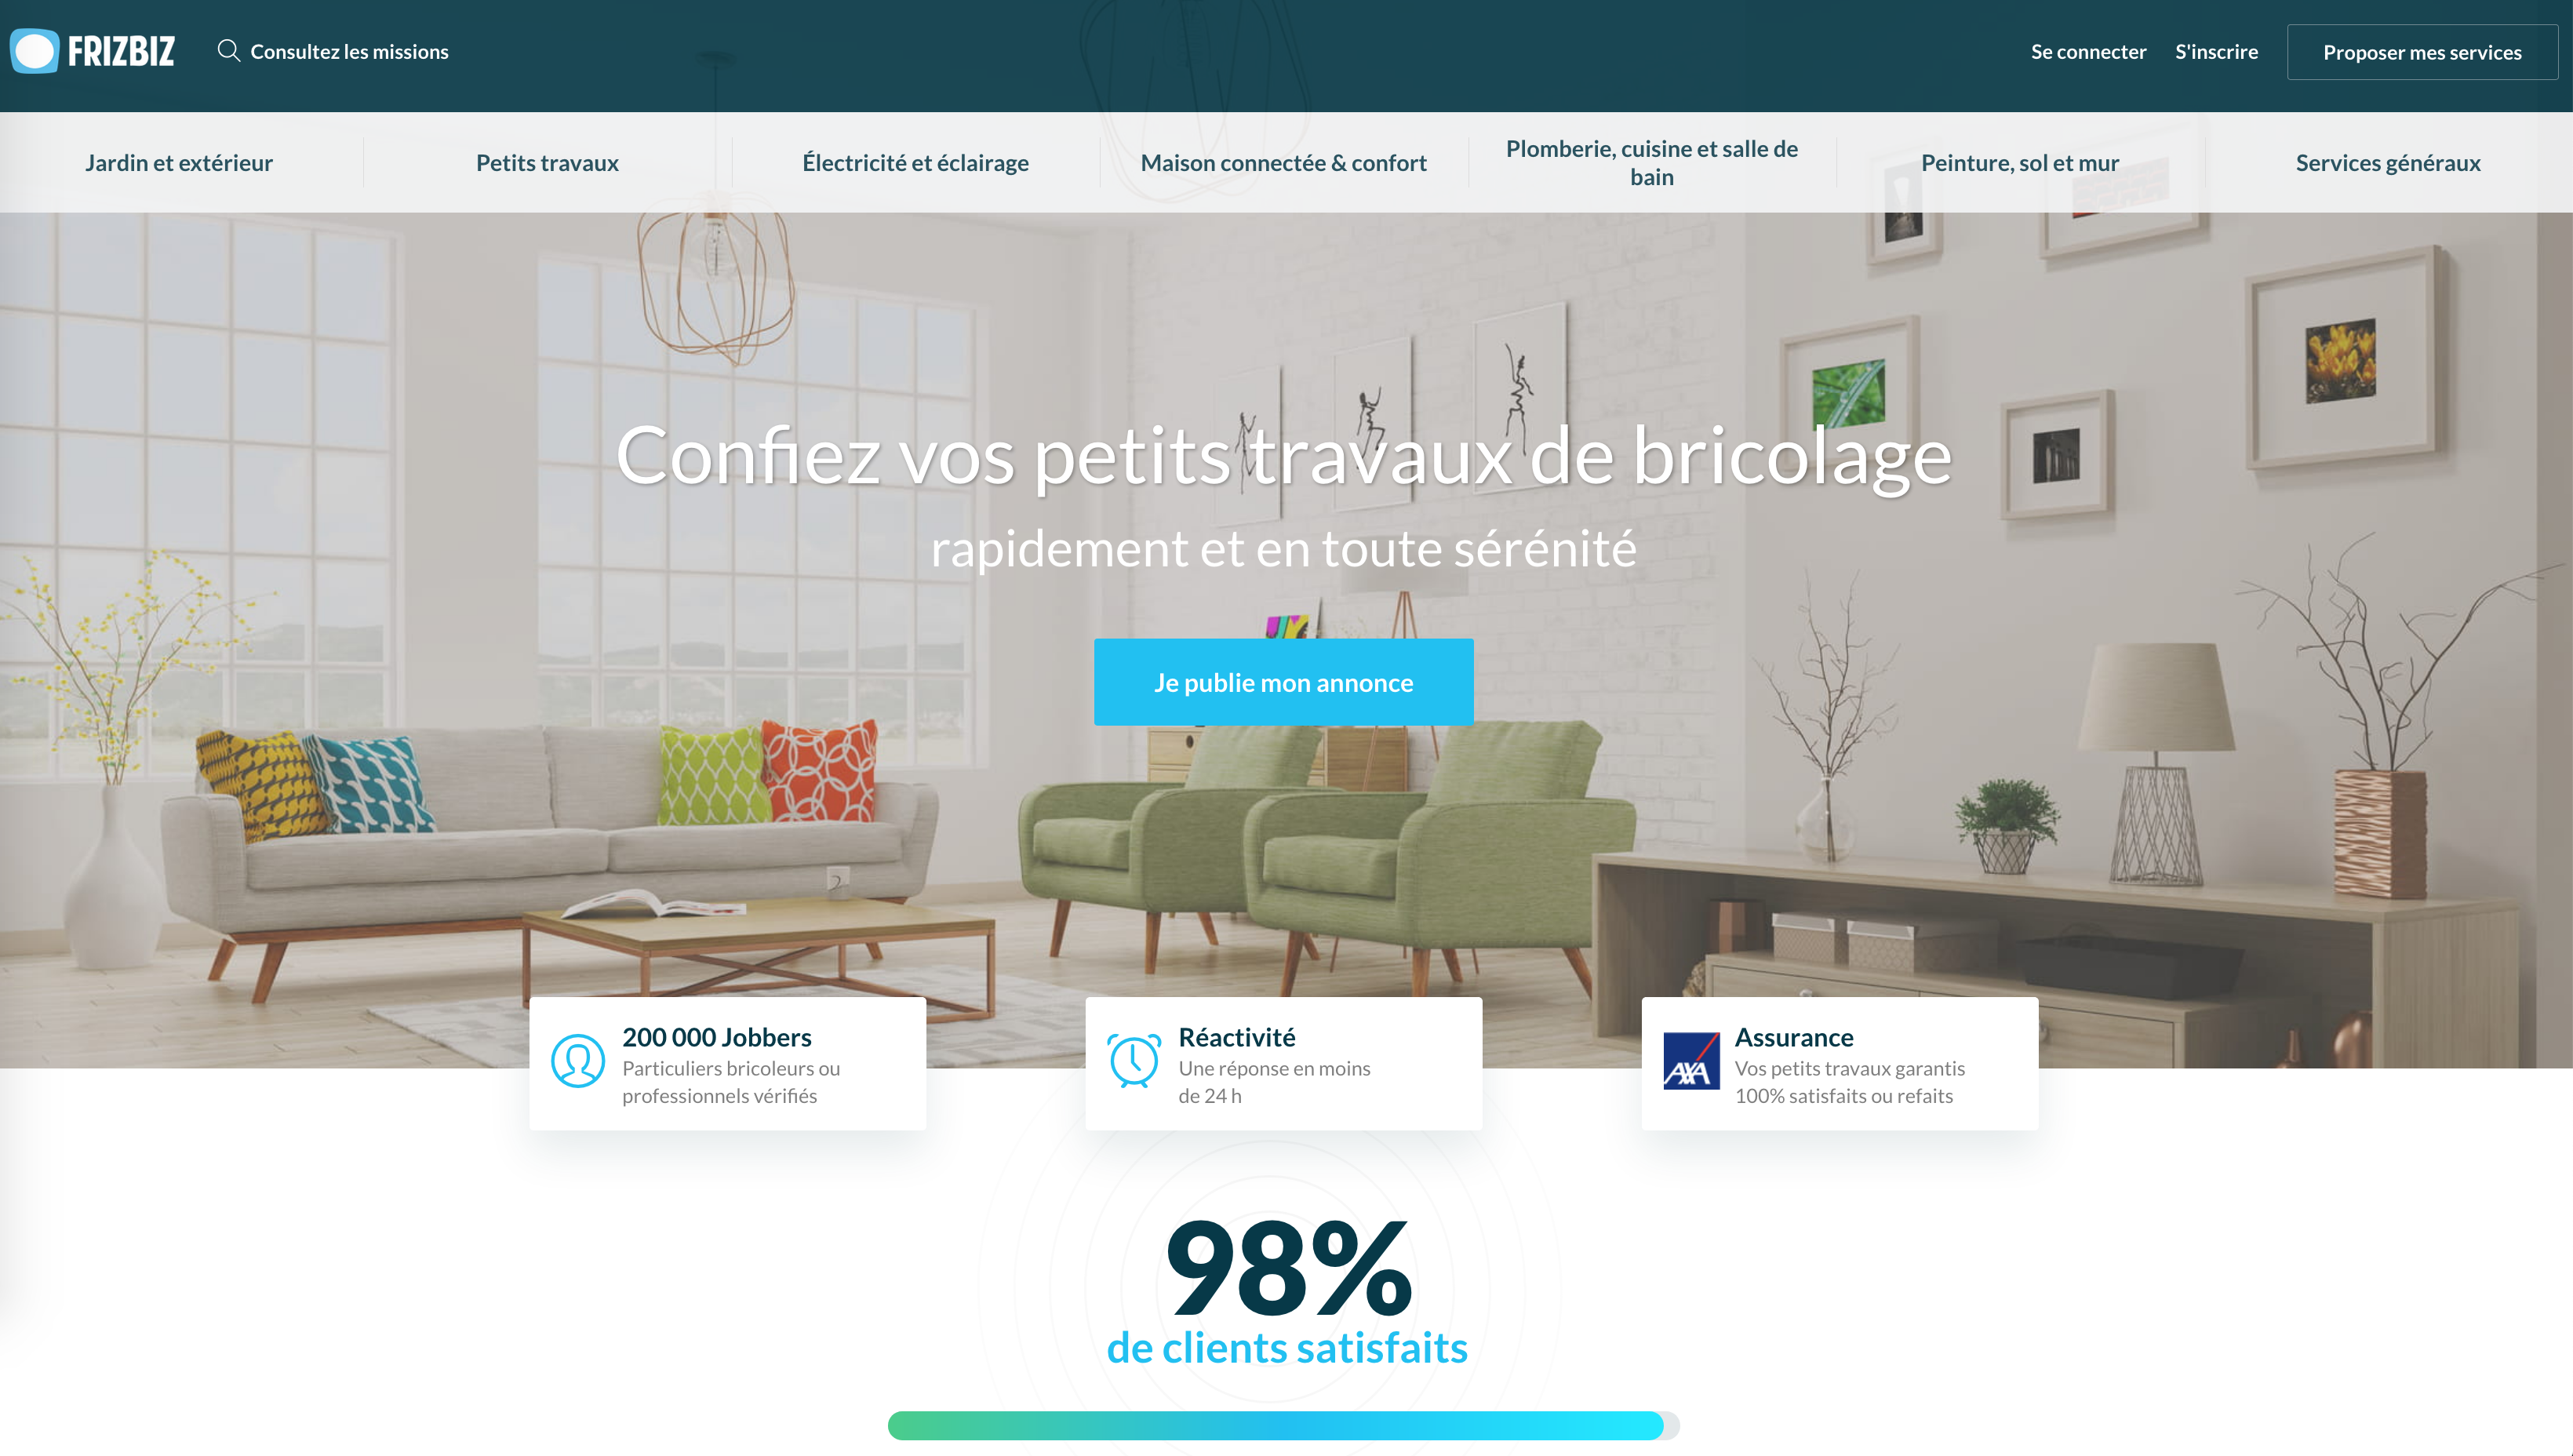 FRIZBIZ
Consultez les missions
Se connecter
S'inscrire
Proposer mes services
Jardin et extérieur
Petits travaux
Électricité et éclairage
Maison connectée & confort
Plomberie, cuisine et salle de
bain
Peinture, sol et mur
Services généraux
Confiez vos petits travaux de bricolage
rapidement et en toute sérénité
Je publie mon annonce
200 000 Jobbers
Particuliers bricoleurs ou
professionnels vérifiés
Réactivité
Une réponse en moins
de 24 h
AXA
Assurance
Vos petits travaux garantis
100% satisfaits ou refaits
98%
de clients satisfaits